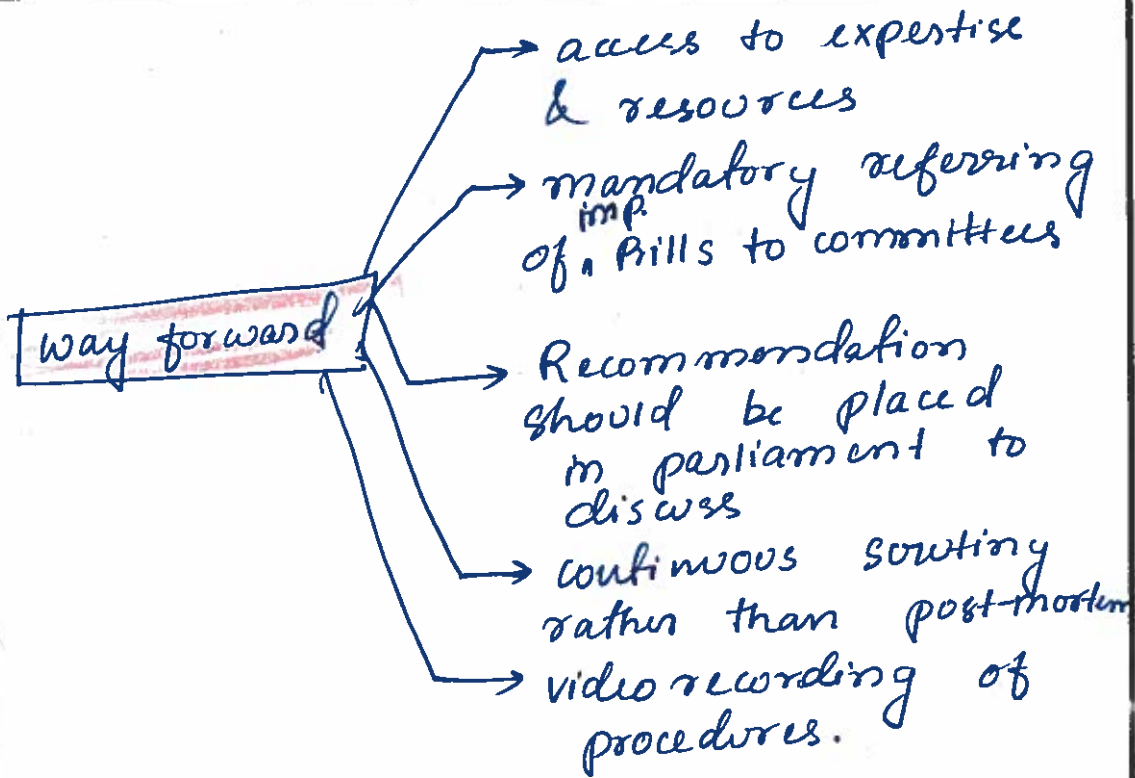 way forward
access to expertise
& resources
mandatory referring
imp.
of ‸ Bills to committees
Recommendation
should be placed
in parliament to
discuss
continuous scrutiny
rather than post-mortem
video recording of
procedures.